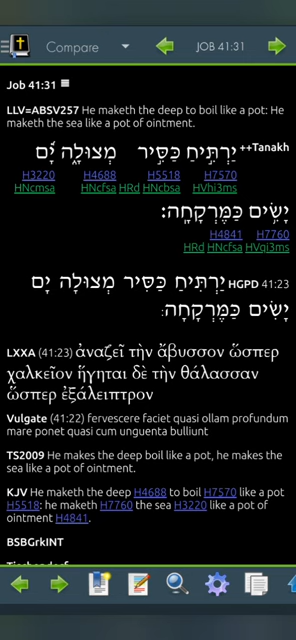 Compare
JOB 41:31
Job 41:31
LLV=ABSV257 He maketh the deep to boil like a pot: He
maketh the sea like a pot of ointment.
++Tanakh יַרְתִּ֣יחַ כַּסִּ֣יר מְצוּלָ֑ה יָ֝֗ם
H7570 H5518 H4688 H3220
HVhi3ms HNcbsa HRd HNcfsa HNcmsa
יָשִׂ֥ים כַּמֶּרְקָחָֽה׃
H7760 H4841
HVqi3ms HNcfsa HRd
HGPD 41:23 יַרְתִּיחַ כַּסִּיר מְצוּלָה יָם
יָשִׂים כַּמֶּרְקָחָה׃
LXXA (41:23) ἀναζεῖ τὴν ἄβυσσον ὥσπερ
χαλκεῖον ἥγηται δὲ τὴν θάλασσαν
ὥσπερ ἐξάλειπτρον
Vulgate (41:22) fervescere faciet quasi ollam profundum
mare ponet quasi cum unguenta bulliunt
TS2009 He makes the deep boil like a pot, he makes the
sea like a pot of ointment.
KJV He maketh the deep H4688 to boil H7570 like a pot
H5518: he maketh H7760 the sea H3220 like a pot of
ointment H4841.
BSBGrkINT